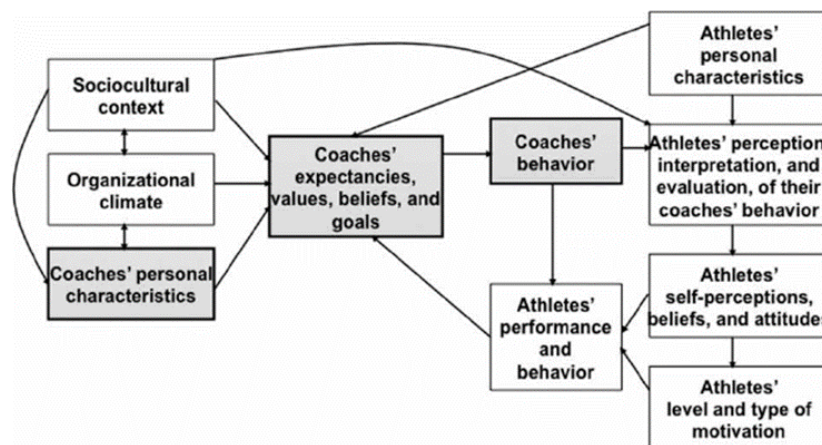 Sociocultural
context
Organizational
climate
Coaches' personal
characteristics
Coaches'
expectancies,
values, beliefs, and
goals
Coaches'
behavior
Athletes'
performance
and
behavior
Athletes'
personal
characteristics
Athletes' perception,
interpretation, and
evaluation, of their
coaches' behavior
Athletes'
self-perceptions,
beliefs, and attitudes
Athletes'
level and type of
motivation